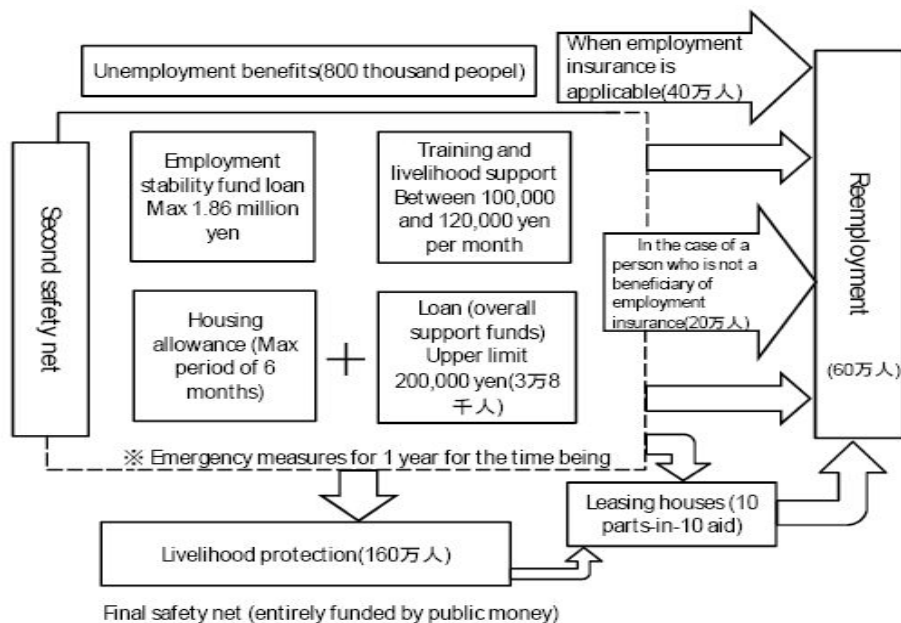 Unemployment benefits(800 thousand peopel)
When employment
insurance is
applicable(40万人)
Second safety net
Employment
stability fund loan
Max 1.86 million
yen
Training and
livelihood support
Between 100,000
and 120,000 yen
per month
Housing
allowance (Max
period of 6
months)
+
Loan (overall
support funds)
Upper limit
200,000 yen(3万8
千人)
In the case of a
person who is not a
beneficiary of
employment
insurance(20万人)
Reemployment
(60万人)
※ Emergency measures for 1 year for the time being
Leasing houses (10
parts-in-10 aid)
Livelihood protection(160万人)
Final safety net (entirely funded by public money)